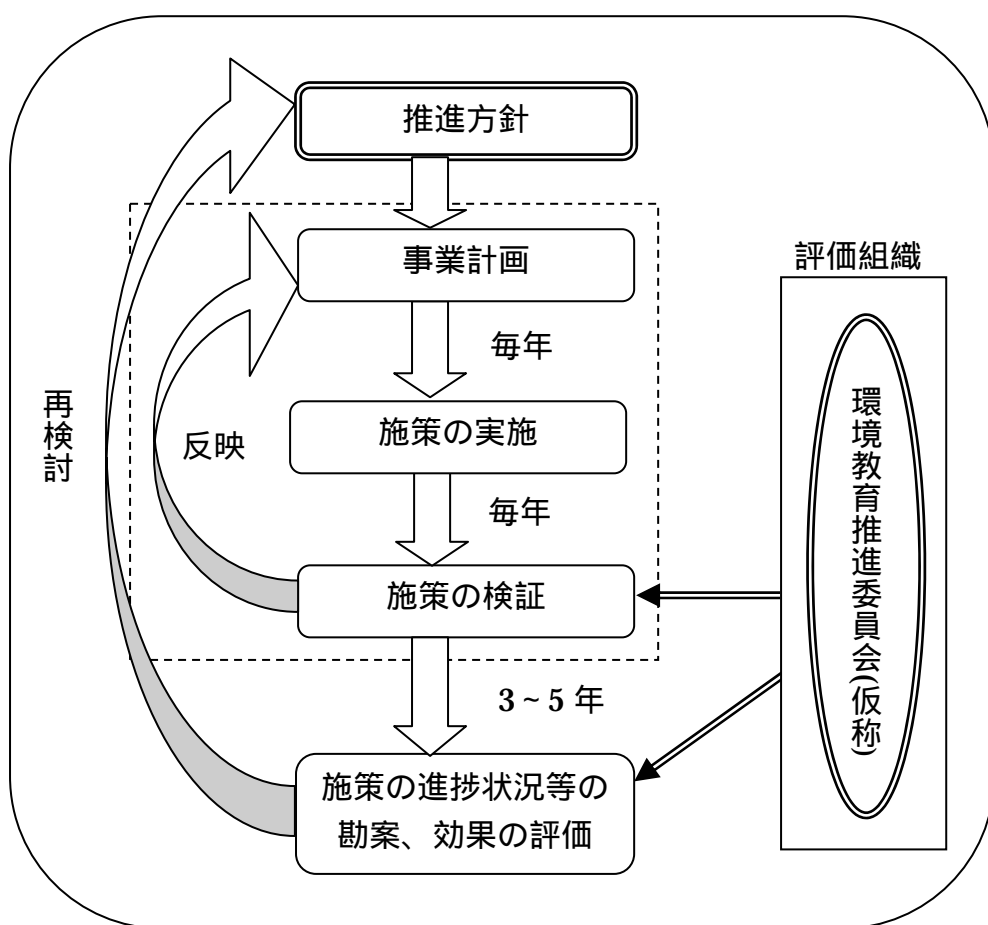 推進方針
事業計画
評価組織
毎年
再検討
反映
施策の実施
毎年
施策の検証
環境教育推進委員会(仮称)
3~5 年
施策の進捗状況等の
勘案、効果の評価